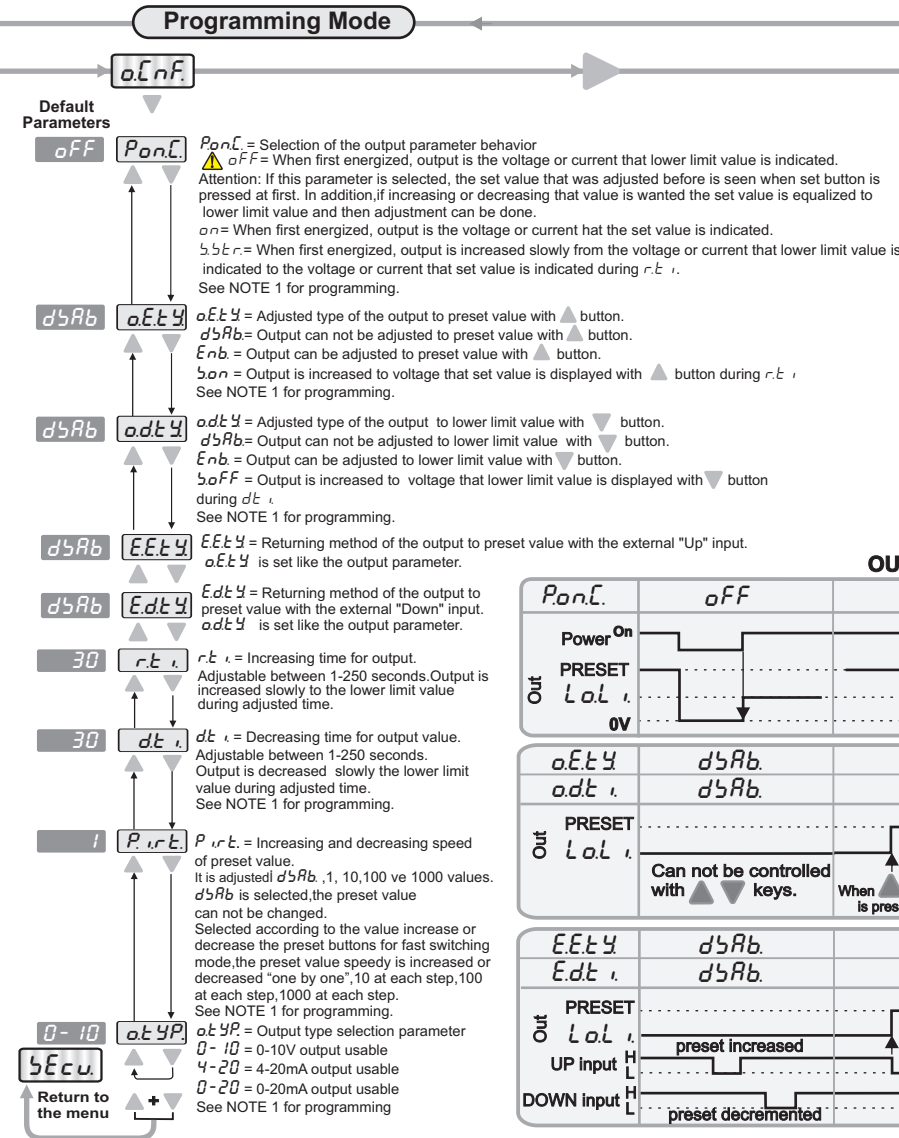 Programming Mode
o.CnF.
Default
Parameters
oFF
P.on.C.
P.on.C. = Selection of the output parameter behavior
oFF= When first energized, output is the voltage or current that lower limit value is indicated.
Attention: If this parameter is selected, the set value that was adjusted before is seen when set button is
pressed at first. In addition,if increasing or decreasing that value is wanted the set value is equalized to
lower limit value and then adjustment can be done.
on= When first energized, output is the voltage or current hat the set value is indicated.
S.Str.= When first energized, output is increased slowly from the voltage or current that lower limit value is
indicated to the voltage or current that set value is indicated during r.t i.
See NOTE 1 for programming.
dSAb
o.E.tY.
o.E.tY. = Adjusted type of the output to preset value with button.
dSAb.= Output can not be adjusted to preset value with button.
Enb. = Output can be adjusted to preset value with button.
S.on = Output is increased to voltage that set value is displayed with button during r.t i
See NOTE 1 for programming.
dSAb
o.d.tY.
o.d.tY. = Adjusted type of the output to lower limit value with button.
dSAb.= Output can not be adjusted to lower limit value with button.
Enb. = Output can be adjusted to lower limit value with button.
S.oFF = Output is increased to voltage that lower limit value is displayed with button
during d.t i.
See NOTE 1 for programming.
dSAb
E.E.tY.
E.E.tY. = Returning method of the output to preset value with the external "Up" input.
o.E.tY is set like the output parameter.
dSAb
E.d.tY.
E.d.tY. = Returning method of the output to
preset value with the external "Down" input.
o.d.tY is set like the output parameter.
30
r.t i.
r.t i. = Increasing time for output.
Adjustable between 1-250 seconds.Output is
increased slowly to the lower limit value
during adjusted time.
30
d.t i.
d.t i. = Decreasing time for output value.
Adjustable between 1-250 seconds.
Output is decreased slowly the lower limit
value during adjusted time.
See NOTE 1 for programming.
1
P.ir.t.
P ir.t. = Increasing and decreasing speed
of preset value.
It is adjusted dSAb. ,1, 10,100 ve 1000 values.
dSAb is selected,the preset value
can not be changed.
Selected according to the value increase or
decrease the preset buttons for fast switching
mode,the preset value speedy is increased or
decreased “one by one”,10 at each step,100
at each step,1000 at each step.
See NOTE 1 for programming.
0-10
o.tYP.
o.tYP. = Output type selection parameter
0-10 = 0-10V output usable
4-20 = 4-20mA output usable
0-20 = 0-20mA output usable
See NOTE 1 for programming
SEcu.
Return to
the menu
+
OU
P.on.C.
oFF
Power On
Out
PRESET
Lo.L i.
0V
o.E.tY.
dSAb.
o.d.t i.
dSAb.
Out
PRESET
Lo.L i.
Can not be controlled
with keys.
When
is pres
E.E.tY.
dSAb.
E.d.t i.
dSAb.
Out
PRESET
Lo.L i.
preset increased
UP input H
L
DOWN input H
L
preset decremented